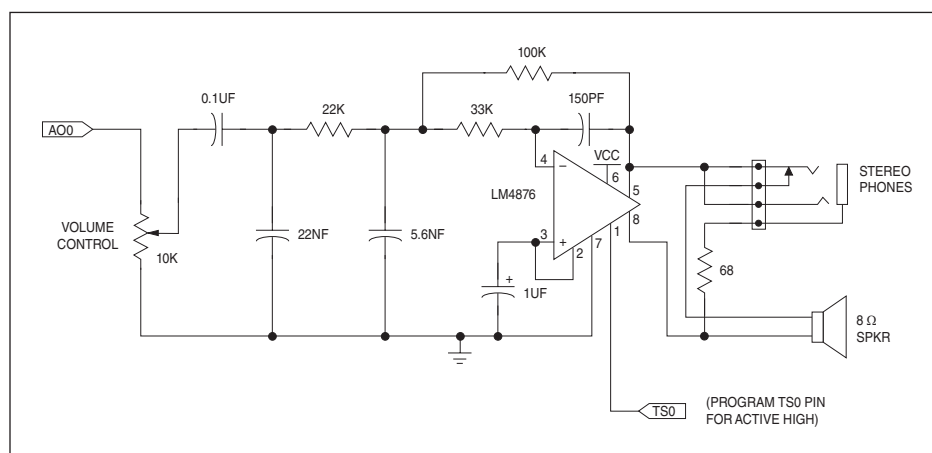 100K
0.1UF
22K
33K
150PF
AO0
4
VCC
6
LM4876
5
8
STEREO
PHONES
VOLUME
CONTROL
10K
22NF
5.6NF
3
2
7
1
+
1UF
68
8 Ω
SPKR
TS0
(PROGRAM TS0 PIN
FOR ACTIVE HIGH)